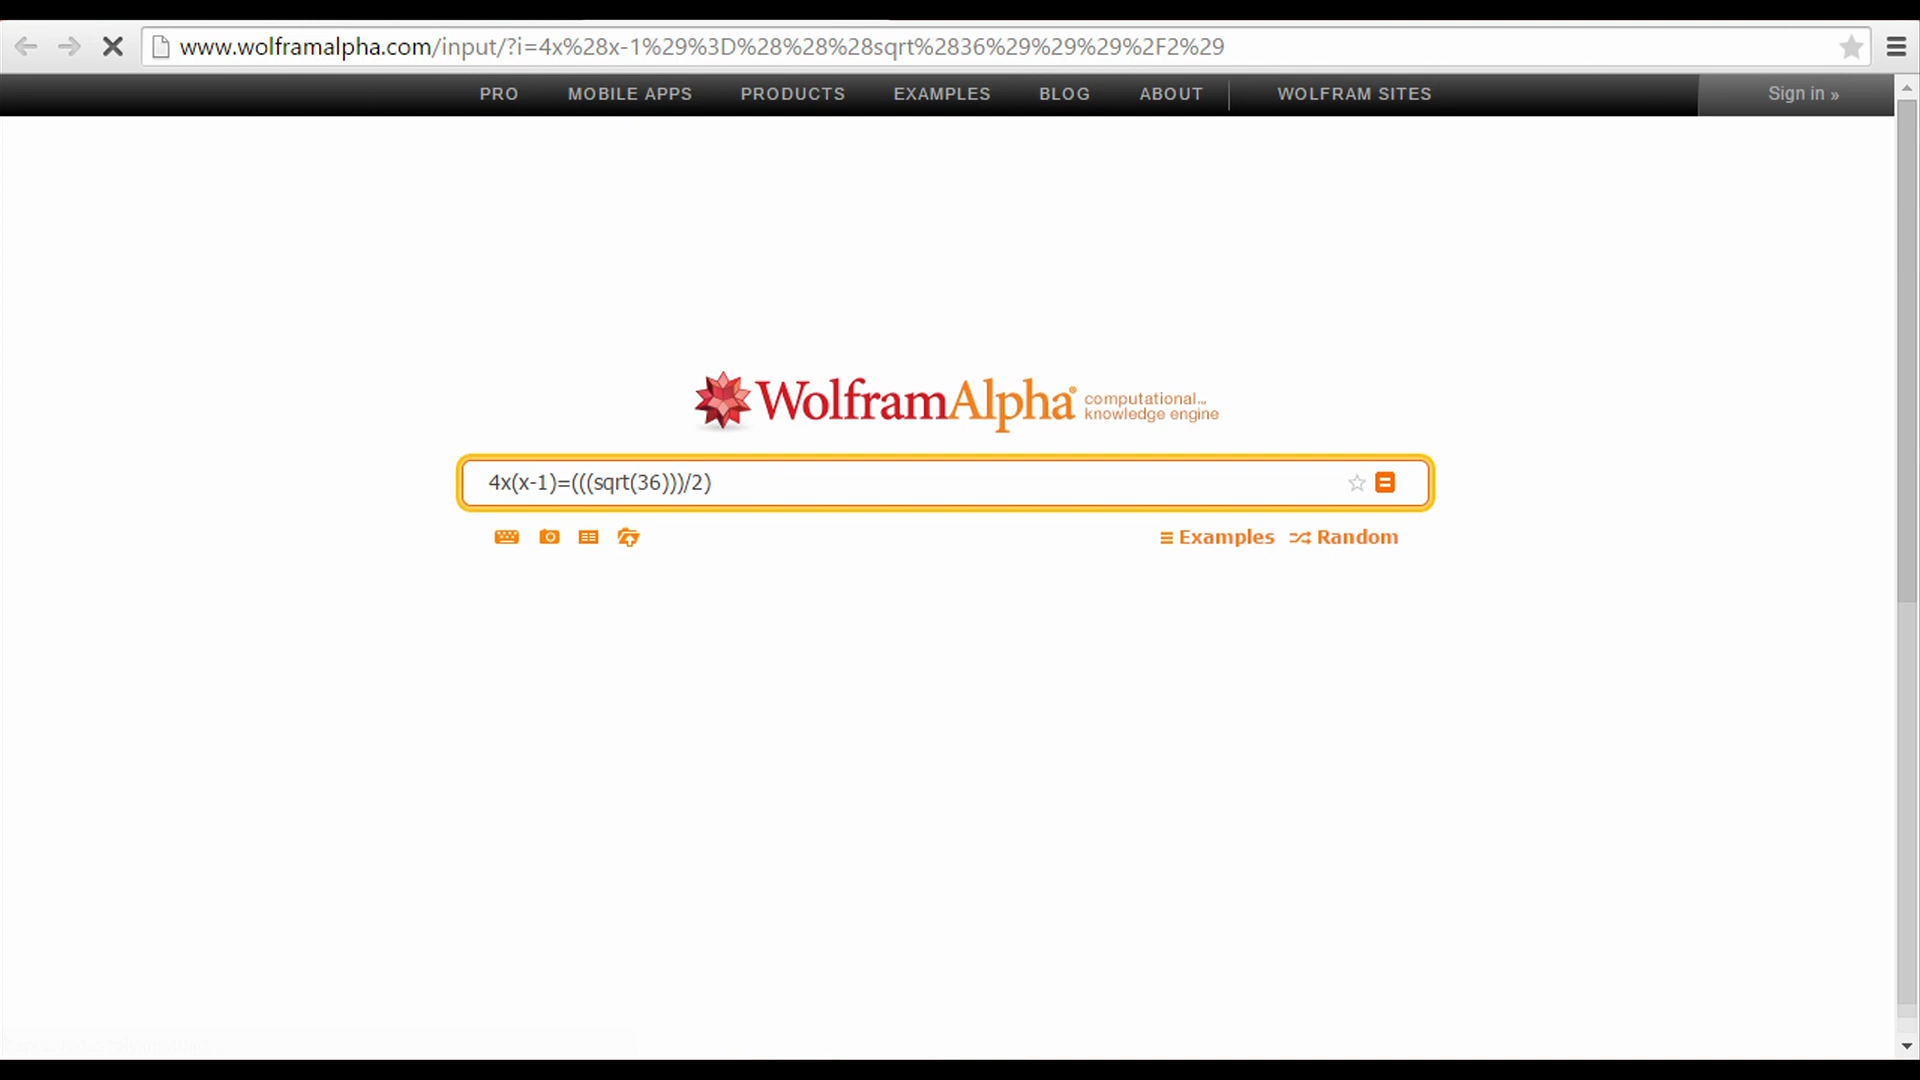 www.wolframalpha.com/input/?i=4x%28x-1%29%3D%28%28%28sqrt%2836%29%29%29%2F2%29
PRO MOBILE APPS PRODUCTS EXAMPLES BLOG ABOUT WOLFRAM SITES Sign in »
WolframAlpha® computational...
knowledge engine
4x(x-1)=(((sqrt(36)))/2)
Examples Random